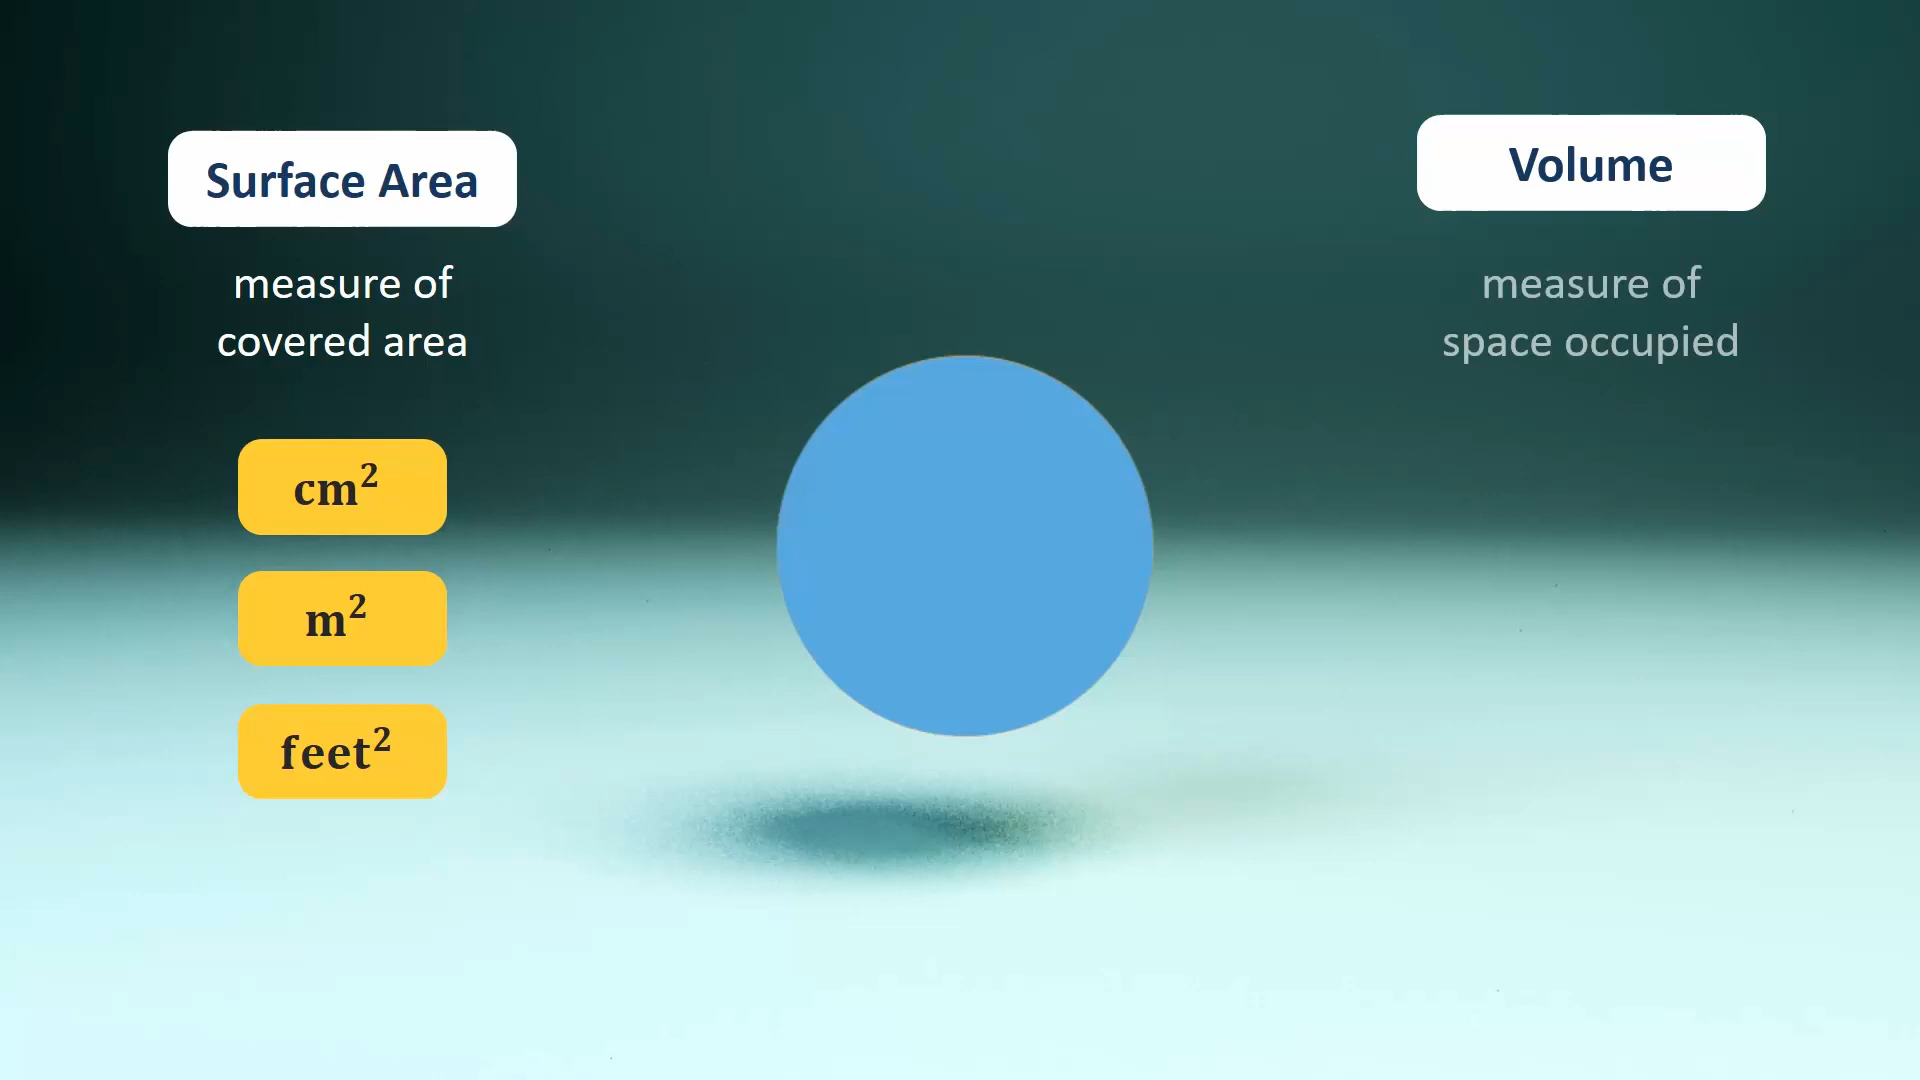 Surface Area
measure of
covered area
cm²
m²
feet²
Volume
measure of
space occupied